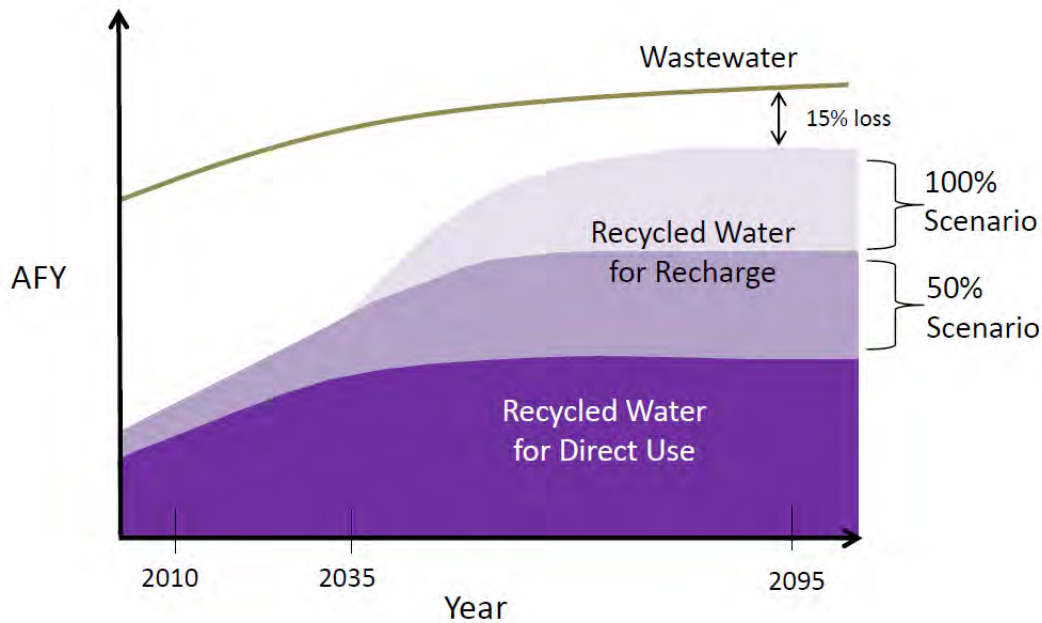 Wastewater
15% loss
100%
Scenario
Recycled Water
for Recharge
AFY
50%
Scenario
Recycled Water
for Direct Use
2010
2035
2095
Year